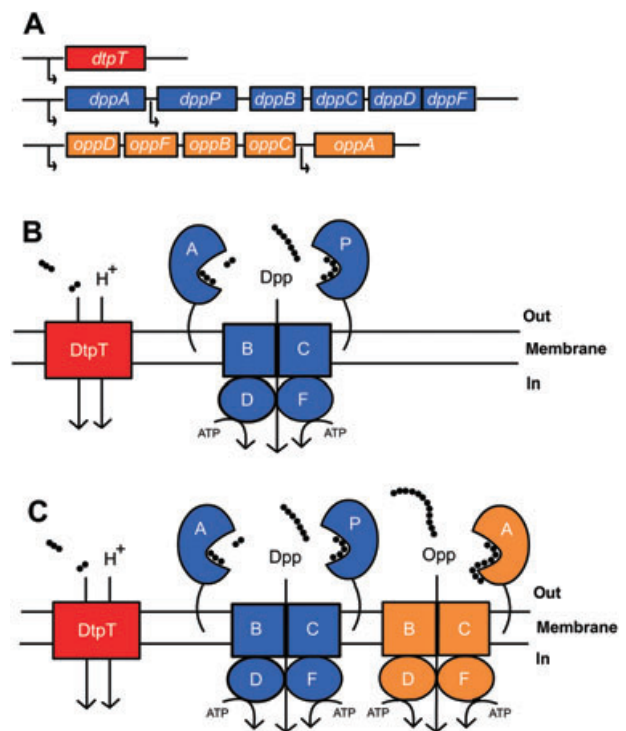 A
dtpT
dppA dppP dppB dppC dppD dppF
oppD oppF oppB oppC oppA
B
A P
H+ Dpp
Out
DtpT B C Membrane
In
D F
ATP ATP
C
A P A
H+ Dpp Opp
Out
DtpT B C B C Membrane
In
D F D F
ATP ATP ATP ATP